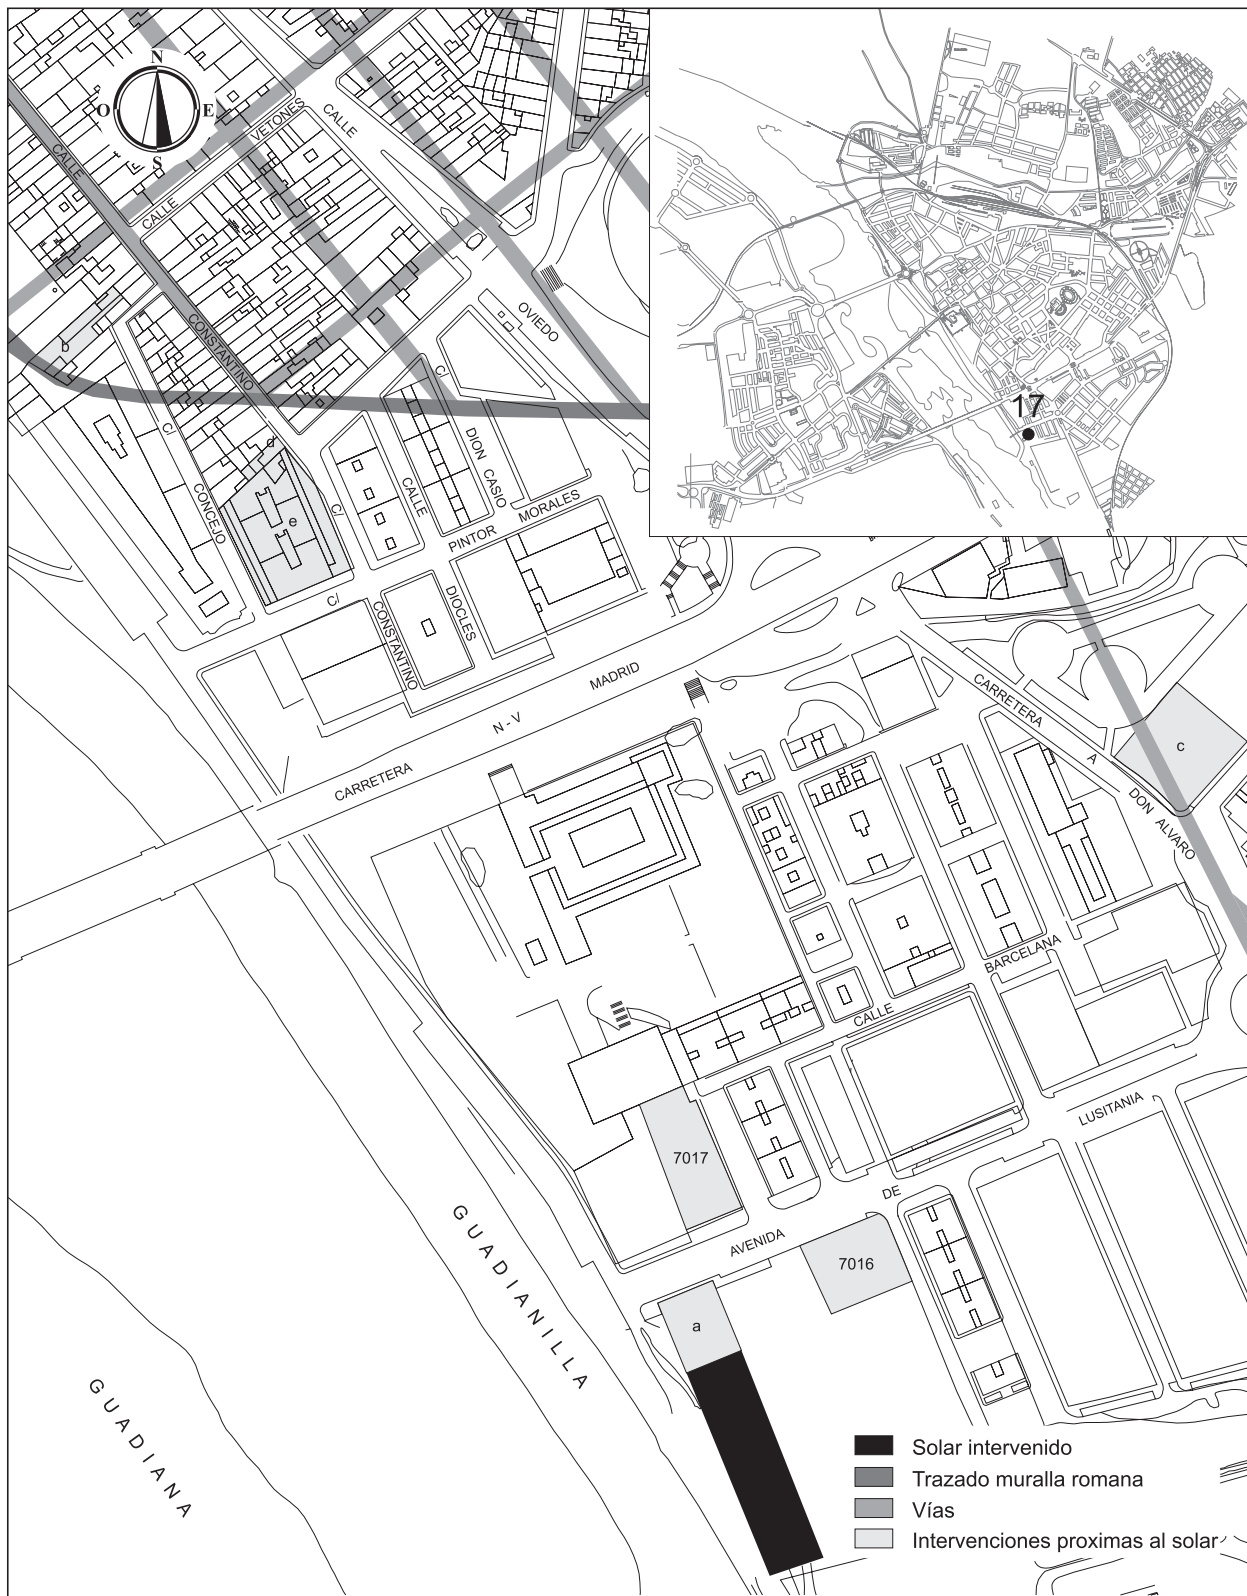 N
O
E
S
CALLE
VETONES
CALLE
CALLE
CONSTANTINO
OVIEDO
b
C/
CONCEJO
d
e
C/
C/
CALLE
DIOCLES
C/
DION CASIO
PINTOR MORALES
C/
CONSTANTINO
17
CARRETERA N - V MADRID
CARRETERA A DON ALVARO
c
CALLE BARCELANA
7017
AVENIDA DE LUSITANIA
7016
a
GUADIANILLA
GUADIANA
Solar intervenido
Trazado muralla romana
Vías
Intervenciones proximas al solar